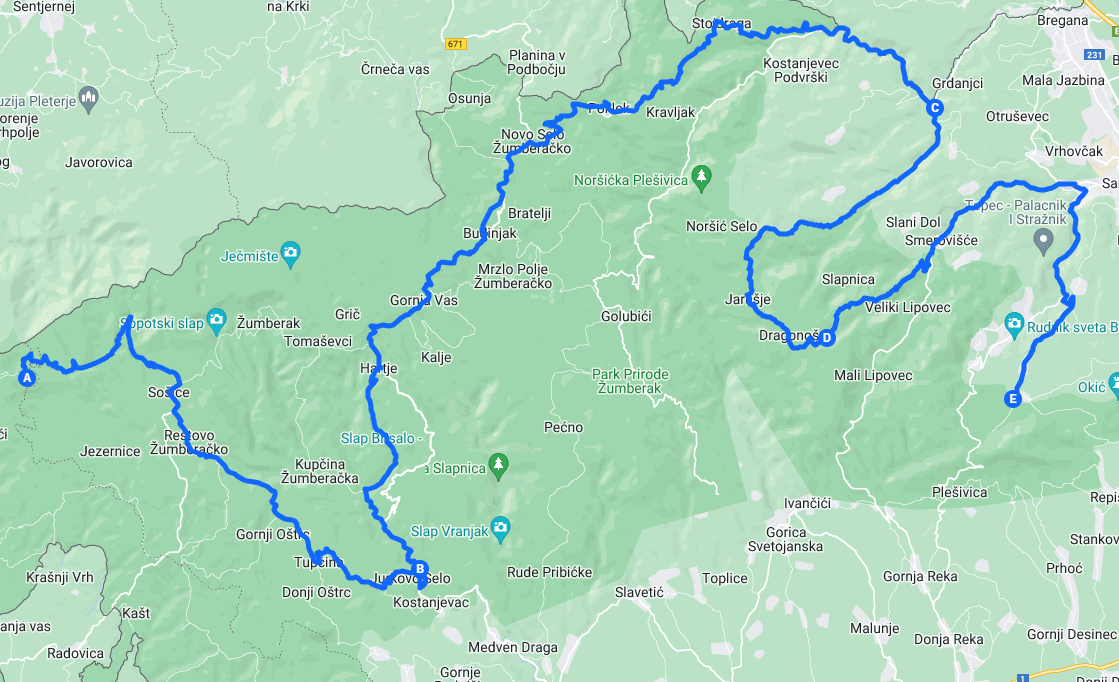 Sentjernej
na Krki
Bregana
Stojdraga
671
231
Planina v
Podbočju
Črneča vas
Kostanjevec
Podvrški
Grdanjci
Mala Jazbina
uzija Pleterje
Osunja
orenje
rhpolje
Poklek
Kravljak
C
Otruševec
Novo Selo
Žumberačko
Vrhovčak
Javorovica
Noršićka Plešivica
Bratelji
Noršić Selo
Slani Dol
Tepec - Palacnik
I Stražnik
Budinjak
Smerovišće
Ječmište
Mrzlo Polje
Žumberačko
Slapnica
Gornja Vas
Jarušje
Veliki Lipovec
Grič
Golubići
Sopotski slap
Žumberak
Tomaševci
Dragonoš
D
Rudnik sveta B
Kalje
Hartje
A
Park Prirode
Žumberak
Mali Lipovec
Okić
Sošice
E
Pećno
Restovo
Žumberačko
Slap Brisalo -
Jezernice
Kupčina
Žumberačka
a Slapnica
Plešivica
Ivančići
Repis
Gornji Oštrc
Slap Vranjak
Gorica
Svetojanska
Stankov
Tupčina
B
Krašnji Vrh
Jurkovo Selo
Rude Pribićke
Toplice
Gornja Reka
Prhoć
Donji Oštrc
Kostanjevac
Slavetić
Kašt
anja vas
Malunje
Donja Reka
Gornji Desinec
Radovica
Medven Draga
Gornje
1